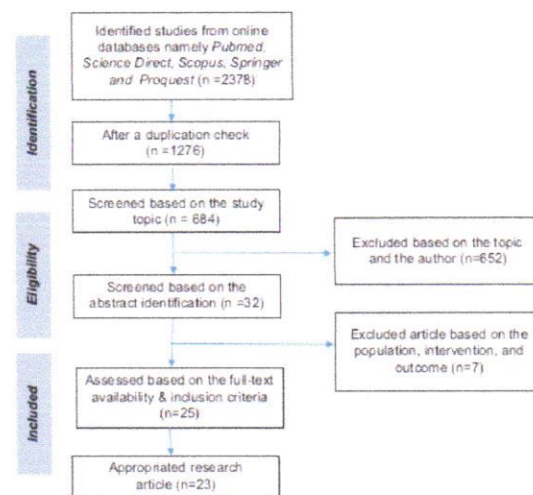 Identified studies from online
databases namely Pubmed,
Science Direct, Scopus, Springer
and Proquest (n =2378)
Identification
After a duplication check
(n =1276)
Screened based on the study
topic (n = 684)
Excluded based on the topic
and the author (n=652)
Eligibility
Screened based on the
abstract identification (n =32)
Excluded article based on the
population, intervention, and
outcome (n=7)
Assessed based on the full-text
availability & inclusion criteria
(n=25)
Included
Appropriated research
article (n=23)